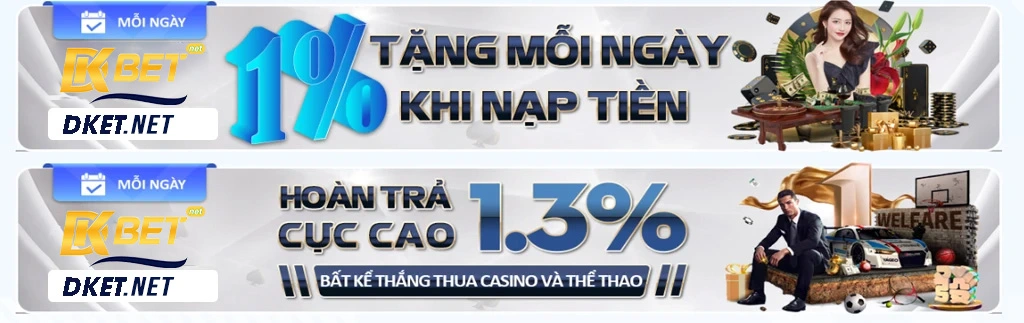 MỖI NGÀY
DKBET.net
DKET.NET
1%
TẶNG MỖI NGÀY
KHI NẠP TIỀN
MỖI NGÀY
DKBET.net
DKET.NET
HOÀN TRẢ
CỰC CAO
1.3%
BẤT KỂ THẮNG THUA CASINO VÀ THỂ THAO
1
WELFARE